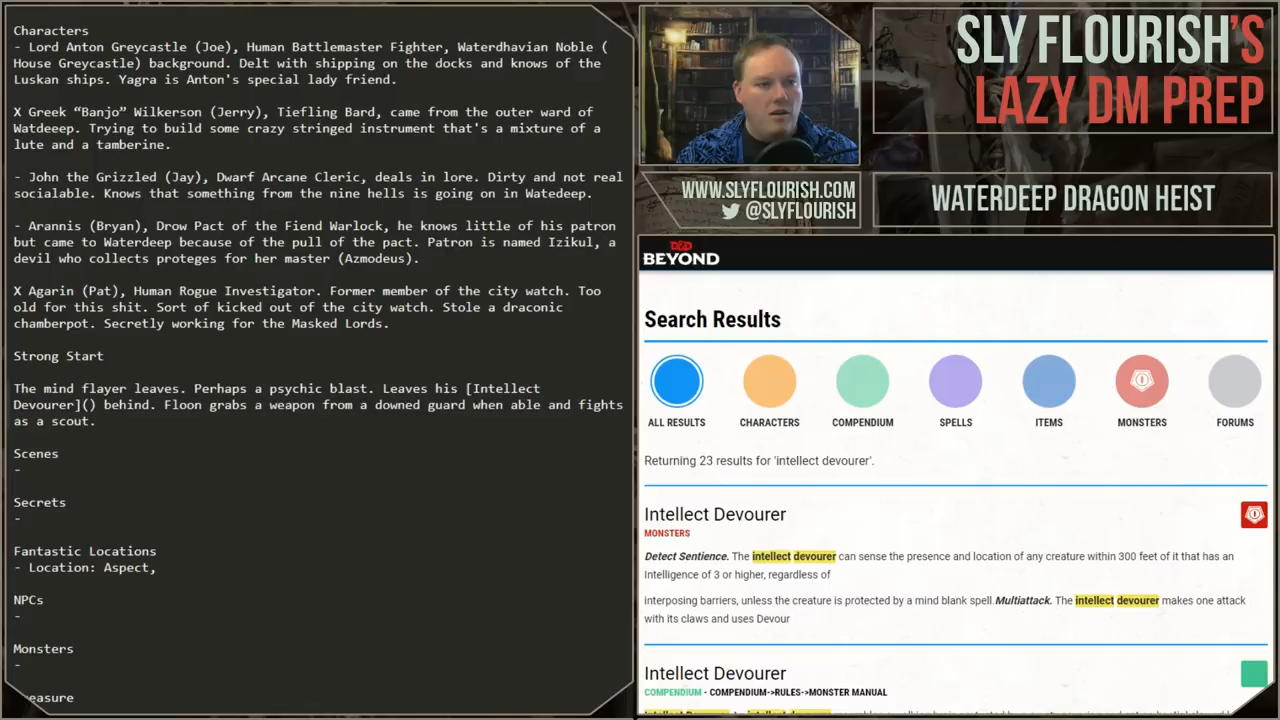 Characters
- Lord Anton Greycastle (Joe), Human Battlemaster Fighter, Waterdhavian Noble (
House Greycastle) background. Delt with shipping on the docks and knows of the
Luskan ships. Yagra is Anton's special lady friend.
X Greek “Banjo” Wilkerson (Jerry), Tiefling Bard, came from the outer ward of
Watdeeep. Trying to build some crazy stringed instrument that's a mixture of a
lute and a tamberine.
- John the Grizzled (Jay), Dwarf Arcane Cleric, deals in lore. Dirty and not real
socialable. Knows that something from the nine hells is going on in Watedeep.
- Arannis (Bryan), Drow Pact of the Fiend Warlock, he knows little of his patron
but came to Waterdeep because of the pull of the pact. Patron is named Izikul, a
devil who collects proteges for her master (Azmodeus).
X Agarin (Pat), Human Rogue Investigator. Former member of the city watch. Too
old for this shit. Sort of kicked out of the city watch. Stole a draconic
chamberpot. Secretly working for the Masked Lords.
Strong Start
The mind flayer leaves. Perhaps a psychic blast. Leaves his [Intellect
Devourer]() behind. Floon grabs a weapon from a downed guard when able and fights
as a scout.
Scenes
-
Secrets
-
Fantastic Locations
- Location: Aspect,
NPCs
-
Monsters
-
easure
SLY FLOURISH'S
LAZY DM PREP
WWW.SLYFLOURISH.COM
@SLYFLOURISH
WATERDEEP DRAGON HEIST
D&D
BEYOND
Search Results
ALL RESULTS CHARACTERS COMPENDIUM SPELLS ITEMS MONSTERS FORUMS
Returning 23 results for 'intellect devourer'.
Intellect Devourer
MONSTERS
Detect Sentience. The intellect devourer can sense the presence and location of any creature within 300 feet of it that has an
Intelligence of 3 or higher, regardless of
interposing barriers, unless the creature is protected by a mind blank spell.Multiattack. The intellect devourer makes one attack
with its claws and uses Devour
Intellect Devourer
COMPENDIUM - COMPENDIUM->RULES->MONSTER MANUAL